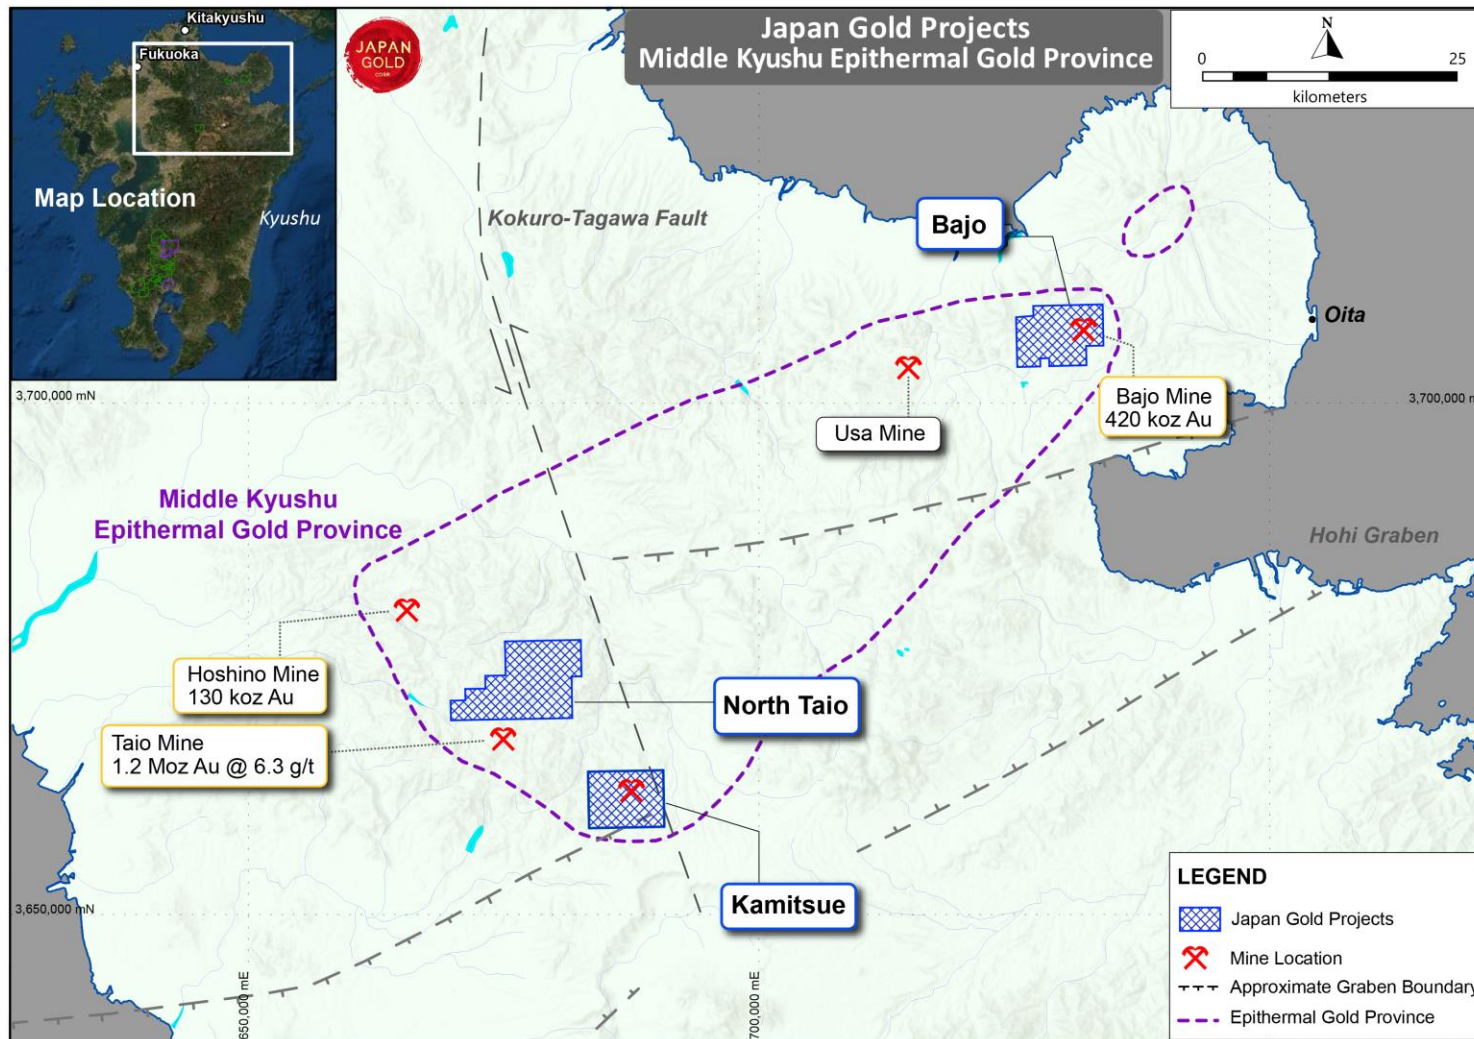 Japan Gold Projects
Middle Kyushu Epithermal Gold Province
JAPAN
GOLD
CORP.
Kitakyushu
Fukuoka
Map Location
Kyushu
N
0
25
kilometers
Kokuro-Tagawa Fault
Bajo
Oita
3,700,000 mN
3,700,000 m
Bajo Mine
420 koz Au
Usa Mine
Middle Kyushu
Epithermal Gold Province
Hohi Graben
Hoshino Mine
130 koz Au
North Taio
Taio Mine
1.2 Moz Au @ 6.3 g/t
Kamitsue
3,650,000 mN
650,000 mE
700,000 mE
LEGEND
Japan Gold Projects
Mine Location
Approximate Graben Boundary
Epithermal Gold Province